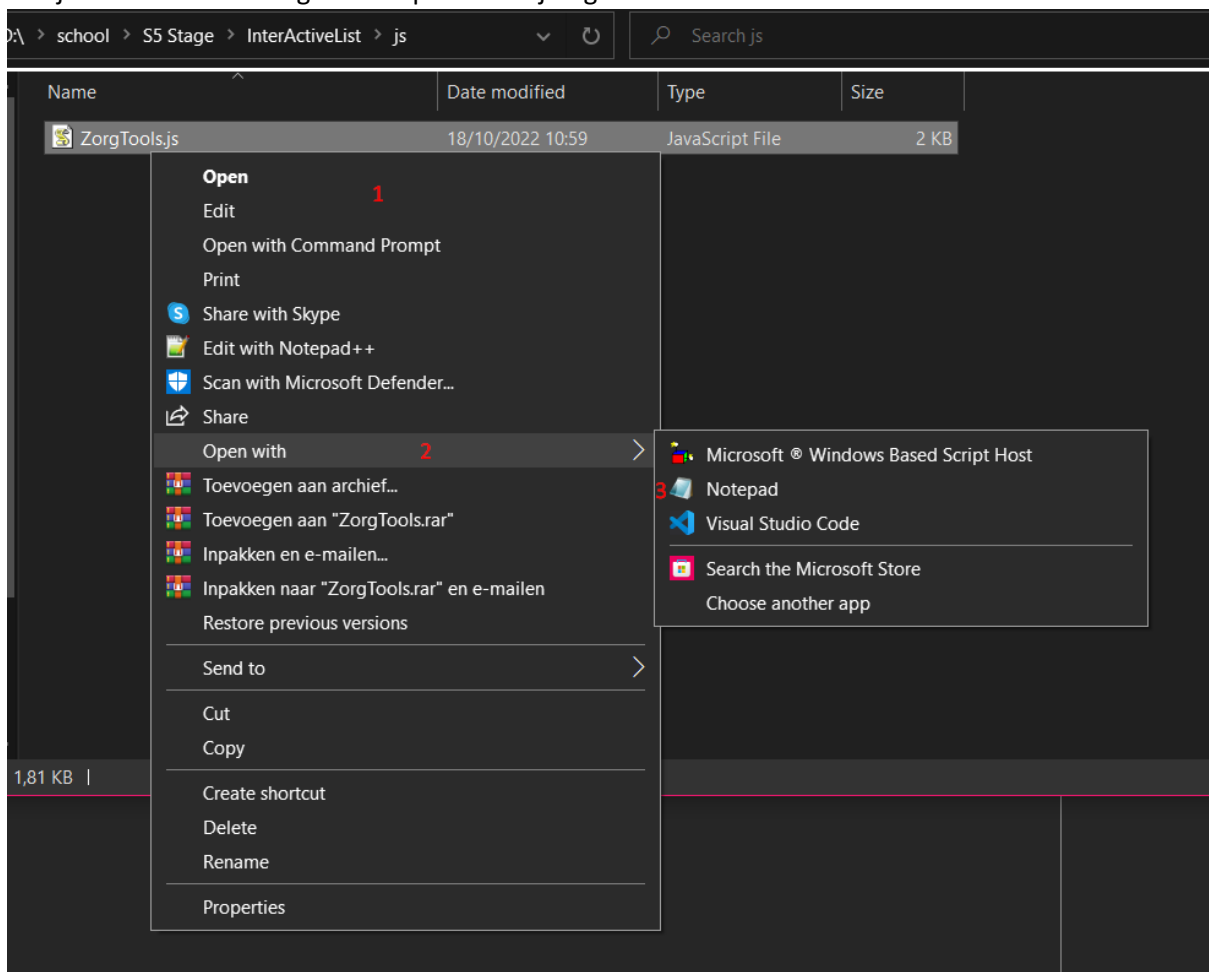 D:\ > school > S5 Stage > InterActiveList > js
Search js
Name Date modified Type Size
ZorgTools.js 18/10/2022 10:59 JavaScript File 2 KB
Open
1
Edit
Open with Command Prompt
Print
Share with Skype
Edit with Notepad++
Scan with Microsoft Defender...
Share
Open with 2
Toevoegen aan archief...
Toevoegen aan "ZorgTools.rar"
Inpakken en e-mailen...
Inpakken naar "ZorgTools.rar" en e-mailen
Restore previous versions
Send to
Cut
Copy
Create shortcut
Delete
Rename
Properties
Microsoft ® Windows Based Script Host
3 Notepad
Visual Studio Code
Search the Microsoft Store
Choose another app
1,81 KB